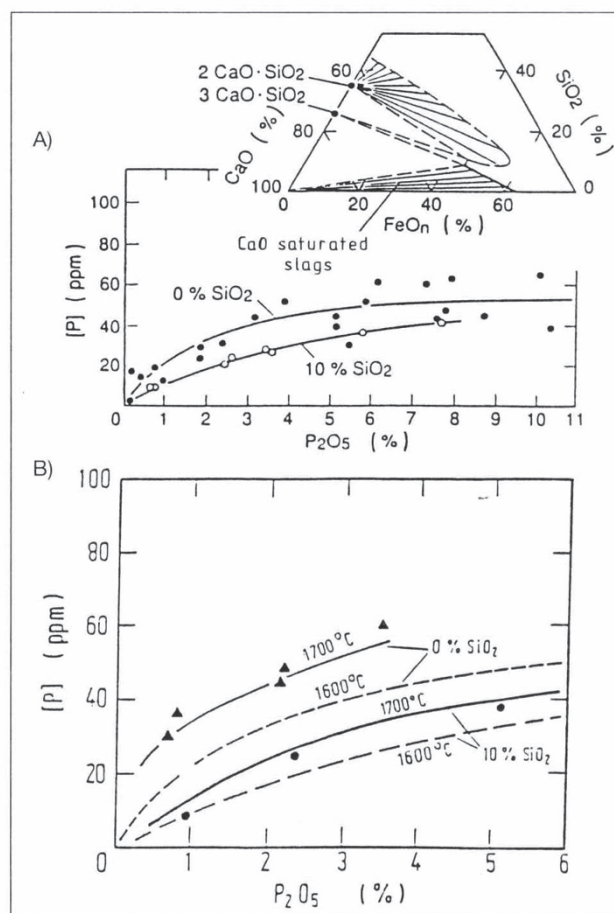 A)
2 CaO·SiO2
3 CaO·SiO2
60
80
100
CaO (%)
40
20
0
SiO2 (%)
0
20
40
60
FeOn (%)
CaO saturated
slags
100
80
60
40
20
[P] (ppm)
0 % SiO2
10 % SiO2
0 1 2 3 4 5 6 7 8 9 10 11
P2O5 (%)
B)
100
80
60
40
20
0
[P] (ppm)
1700°C
1600°C
0 % SiO2
1700°C
1600°C
10 % SiO2
1 2 3 4 5 6
P2O5 (%)